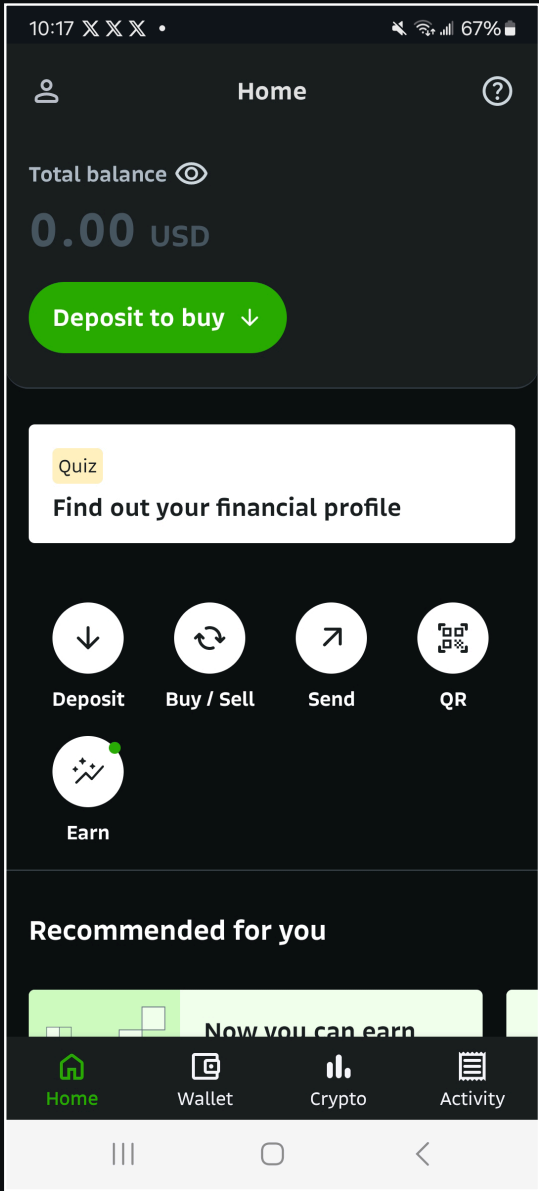 10:17 X X X •
67%
Home
Total balance
0.00 USD
Deposit to buy ↓
Quiz
Find out your financial profile
Deposit
Buy / Sell
Send
QR
Earn
Recommended for you
Now you can earn
Home
Wallet
Crypto
Activity